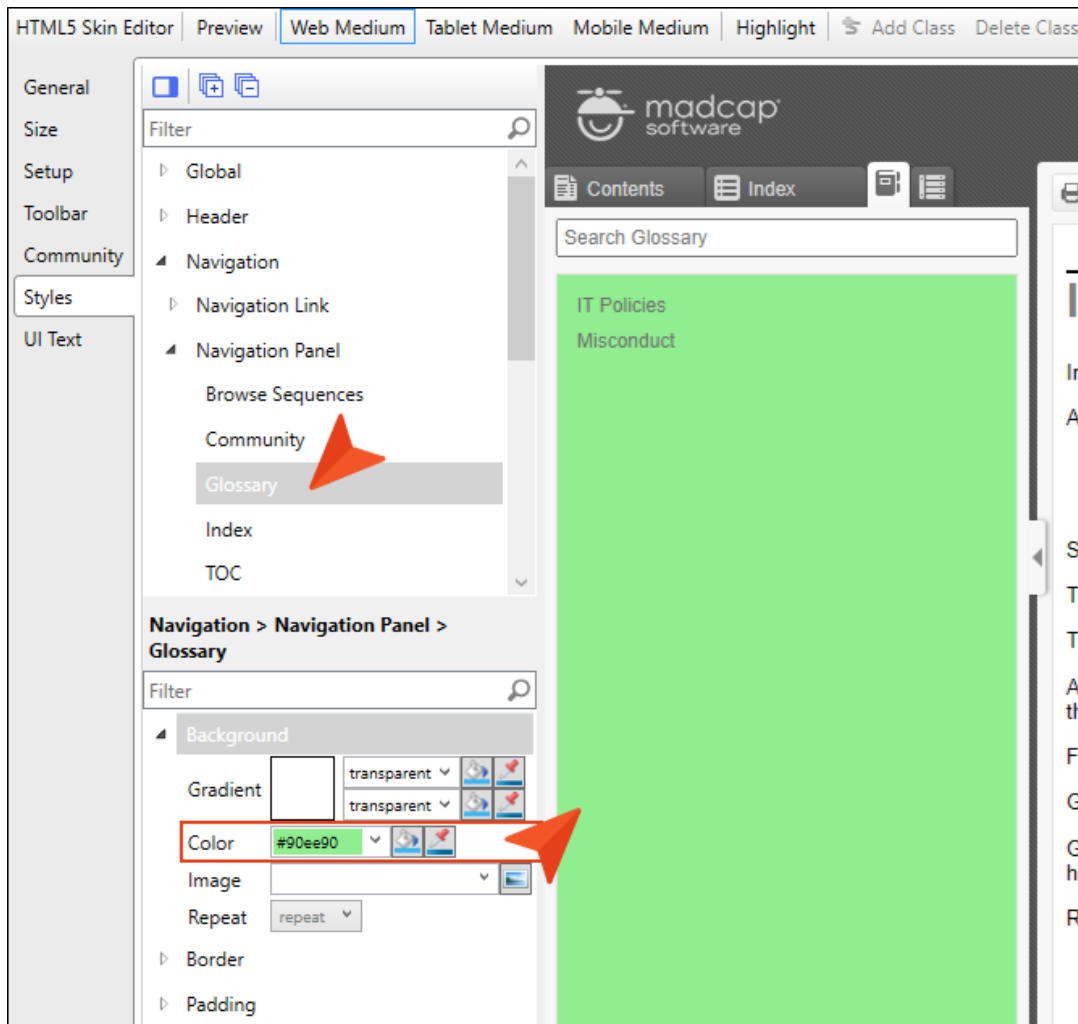 HTML5 Skin Editor Preview Web Medium Tablet Medium Mobile Medium Highlight Add Class Delete Class
General
Size
Setup
Toolbar
Community
Styles
UI Text
Filter
Global
Header
Navigation
Navigation Link
Navigation Panel
Browse Sequences
Community
Glossary
Index
TOC
Navigation > Navigation Panel >
Glossary
Filter
Background
Gradient
transparent
transparent
Color #90ee90
Image
Repeat repeat
Border
Padding
madcap
software
Contents Index
Search Glossary
IT Policies
Misconduct
I
In
A
S
T
T
A
th
F
G
G
h
R